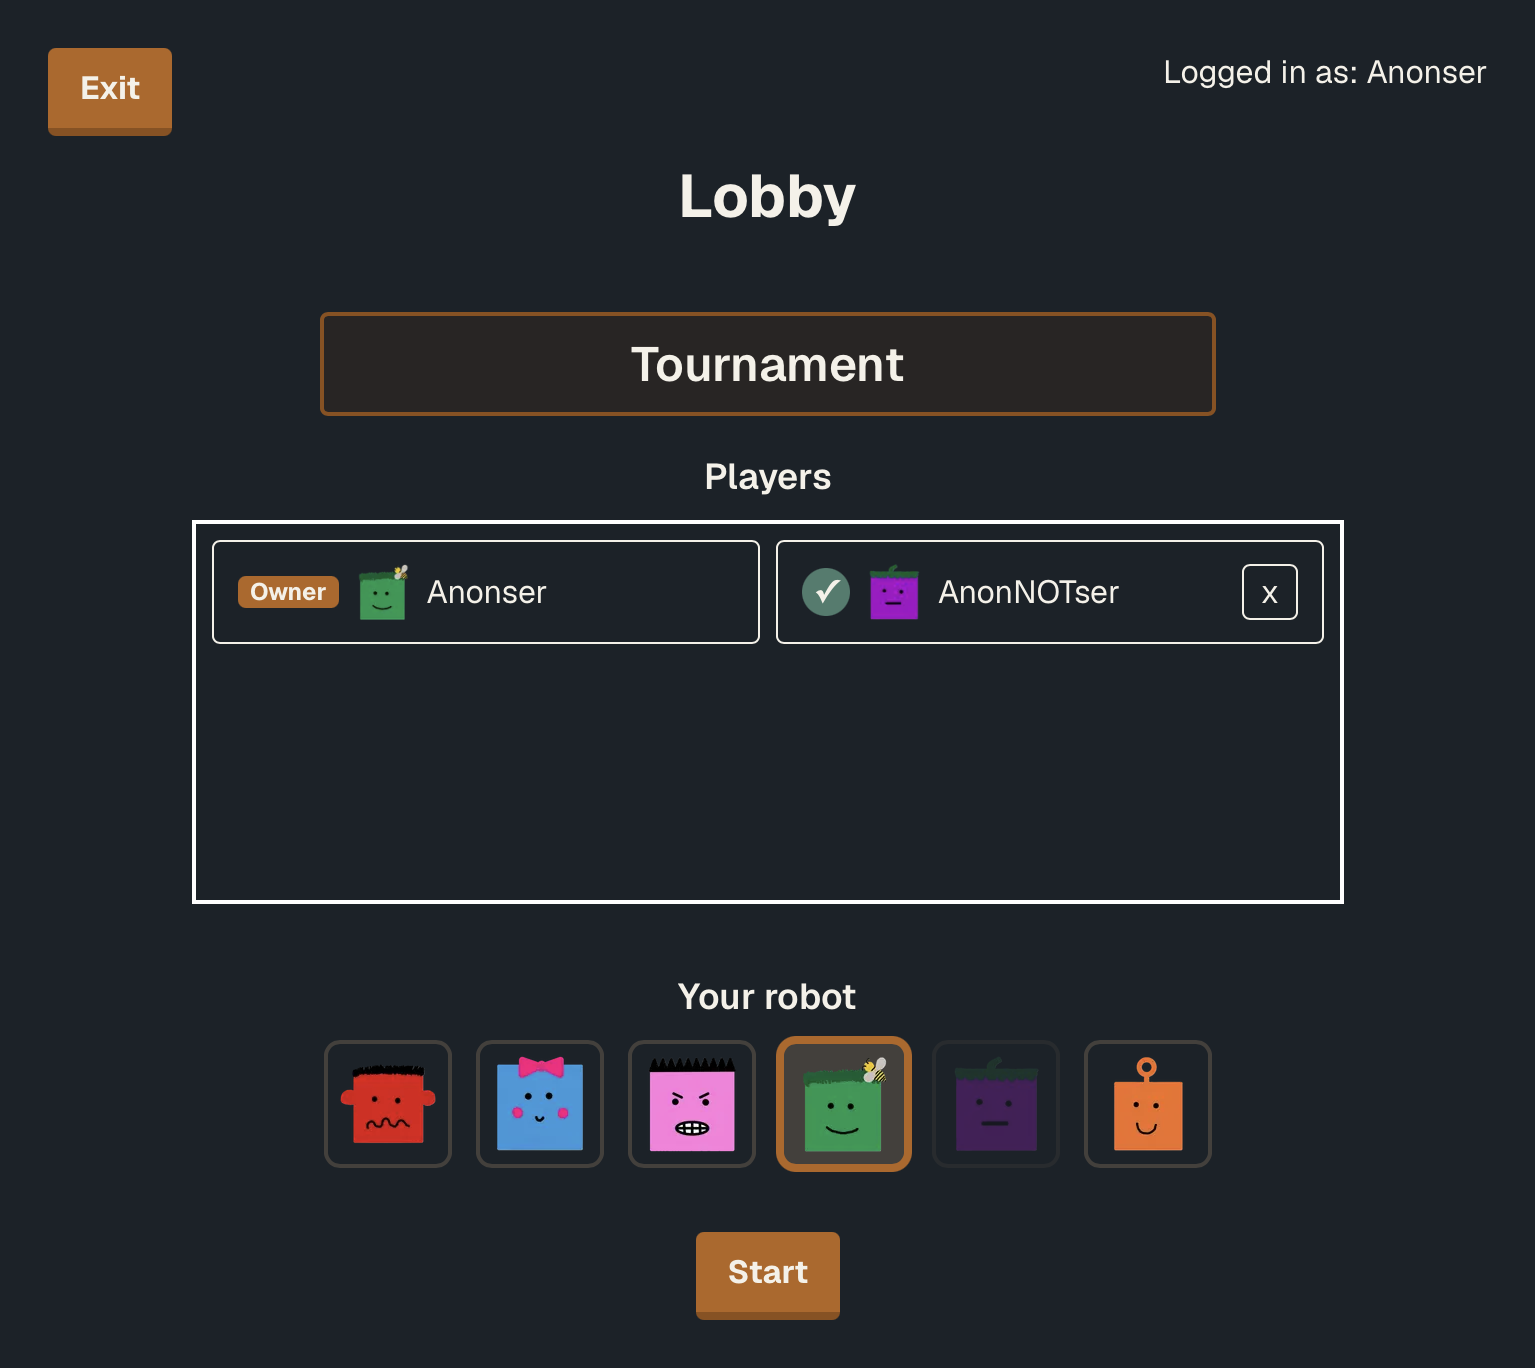 Exit
Logged in as: Anonser
Lobby
Tournament
Players
Owner Anonser
AnonNOTser x
Your robot
Start